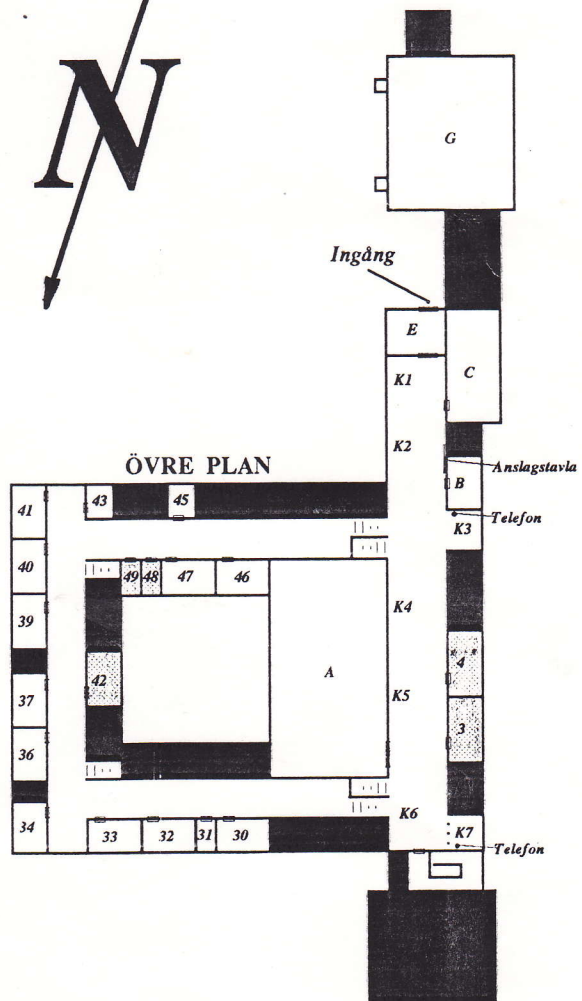 N
G
Ingång
E
C
K1
K2
ÖVRE PLAN
Anslagstavla
B
41
43
45
Telefon
K3
40
49
48
47
46
39
K4
4
42
A
K5
37
3
36
34
33
32
31
30
K6
K7
Telefon